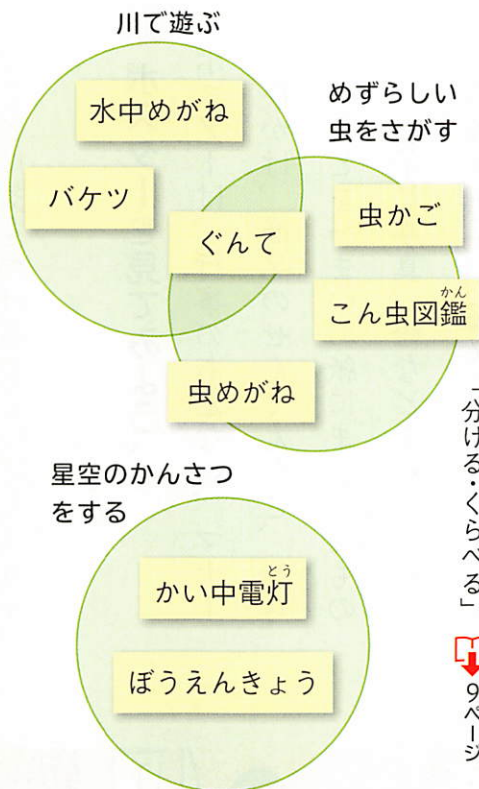 川で遊ぶ
水中めがね
バケツ
ぐんて
めずらしい
虫をさがす
虫かご
こん虫図鑑
かん
虫めがね
星空のかんさつ
をする
かい中電灯
とう
ぼうえんきょう
「分ける・くらべる」
9ページ